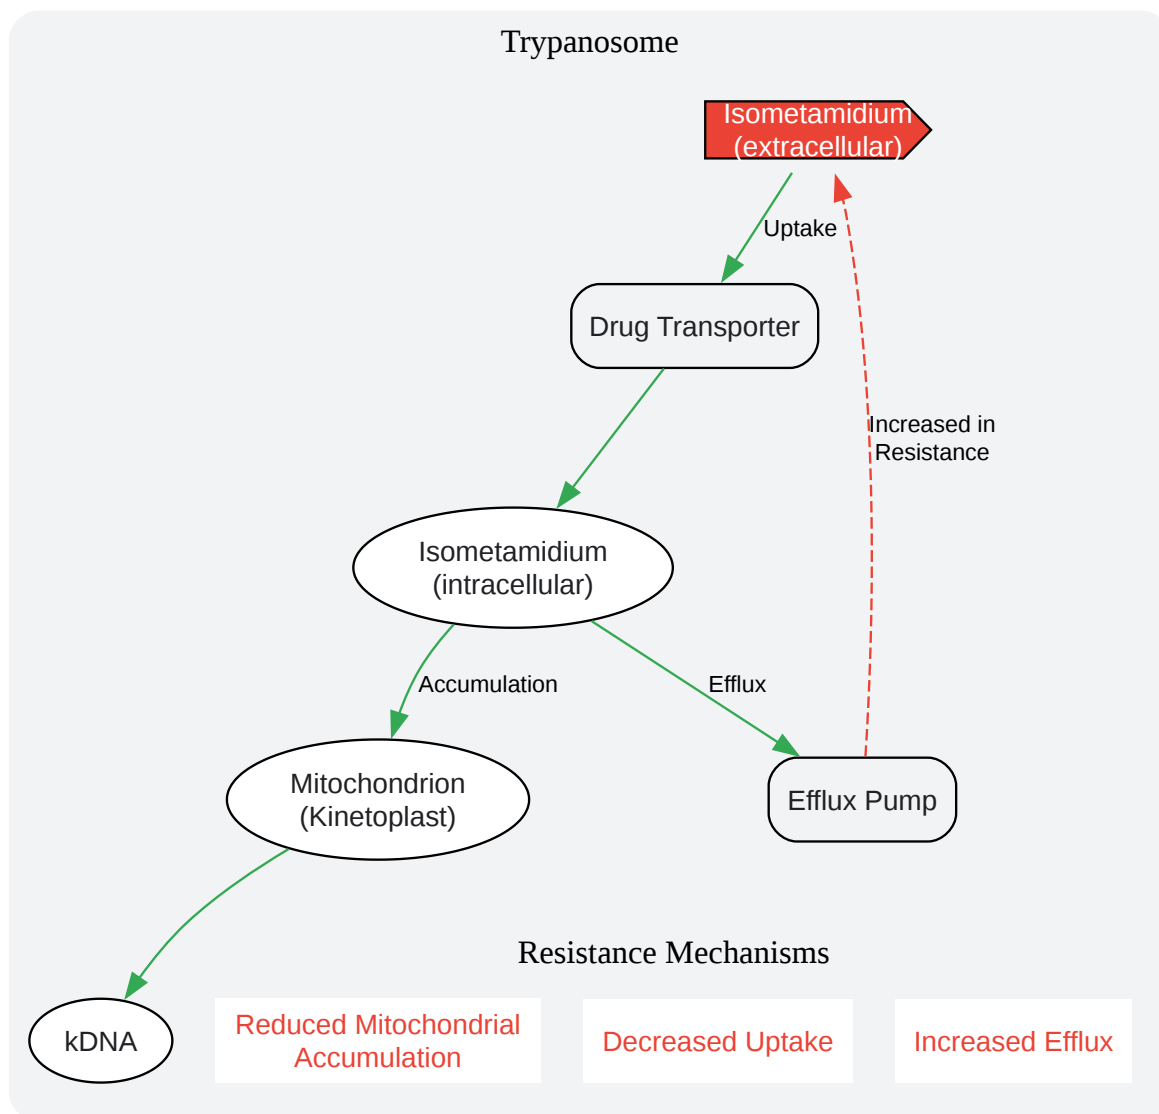 Trypanosome
Isometamidium
(extracellular)
Uptake
Drug Transporter
Increased in
Resistance
Isometamidium
(intracellular)
Accumulation
Efflux
Mitochondrion
(Kinetoplast)
Efflux Pump
Resistance Mechanisms
kDNA
Reduced Mitochondrial
Accumulation
Decreased Uptake
Increased Efflux